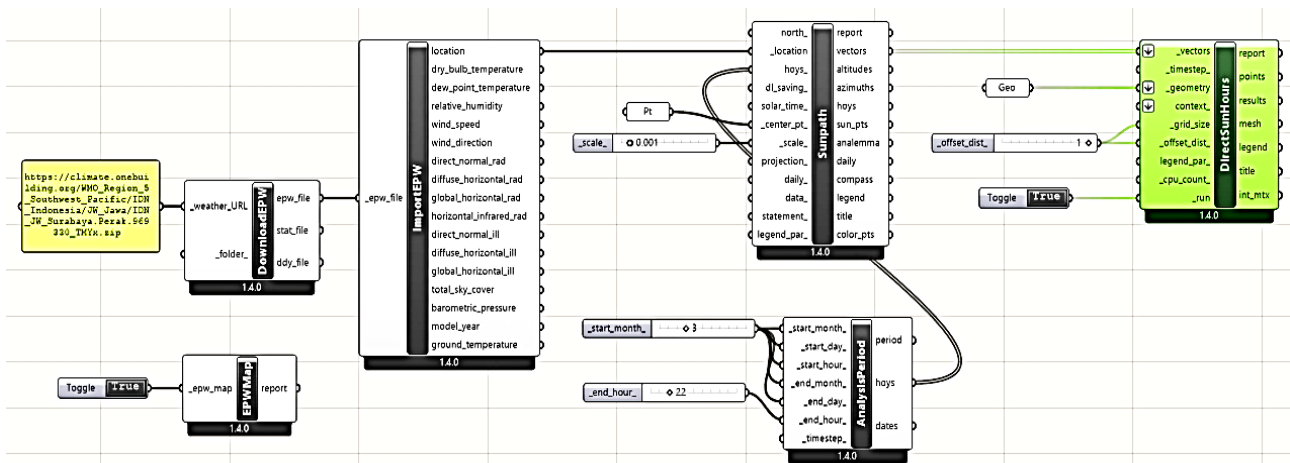 https://climate.onebui
lding.org/WMO_Region_5
_Southwest_Pacific/IDN
_Indonesia/JW_Jawa/IDN
_JW_Surabaya.Perak.969
330_TMYx.zip
_weather_URL
_folder_
DownloadEPW
epw_file
stat_file
ddy_file
1.4.0
Toggle True
_epw_map
EPWMap
report
1.4.0
_epw_file
ImportEPW
location
dry_bulb_temperature
dew_point_temperature
relative_humidity
wind_speed
wind_direction
direct_normal_rad
diffuse_horizontal_rad
global_horizontal_rad
horizontal_infrared_rad
direct_normal_ill
diffuse_horizontal_ill
global_horizontal_ill
total_sky_cover
barometric_pressure
model_year
ground_temperature
1.4.0
Pt
_scale_ 0.001
north_
_location
hoys_
dl_saving_
solar_time_
_center_pt_
_scale_
projection_
daily_
data_
statement_
legend_par_
Sunpath
report
vectors
altitudes
azimuths
hoys
sun_pts
analemma
daily
compass
legend
title
color_pts
1.4.0
_start_month_ 3
_end_hour_ 22
_start_month_
_start_day_
_start_hour_
_end_month_
_end_day_
_end_hour_
_timestep_
AnalysisPeriod
period
hoys
dates
1.4.0
Geo
_offset_dist_ 1
Toggle True
_vectors
_timestep_
_geometry
context_
_grid_size
_offset_dist_
legend_par_
_cpu_count_
_run
DirectSunHours
report
points
results
mesh
legend
title
int_mtx
1.4.0